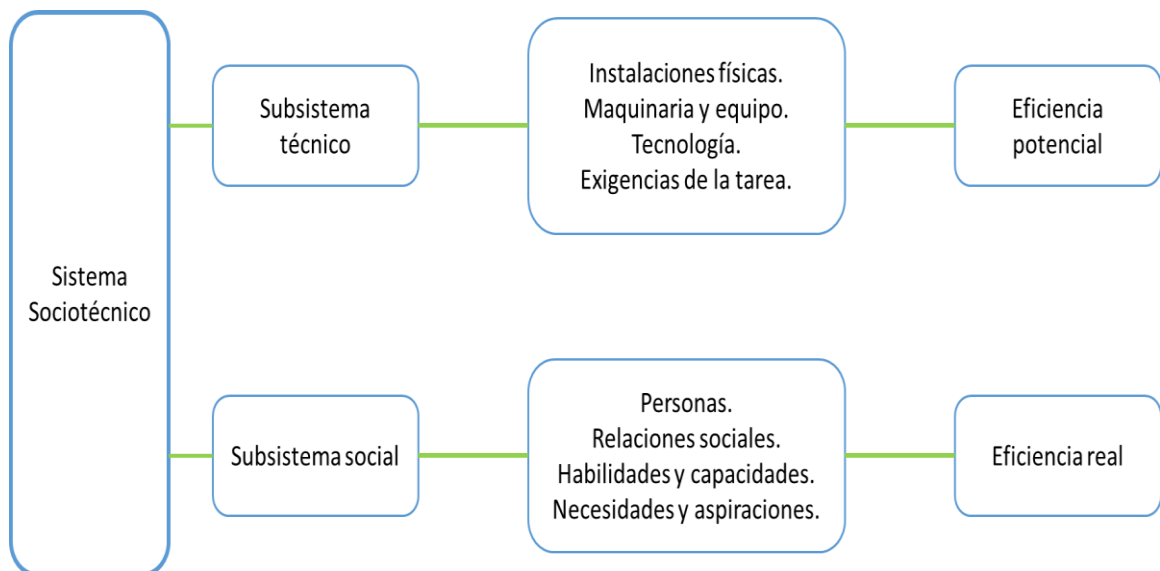 Sistema
Sociotécnico
Subsistema
técnico
Instalaciones físicas.
Maquinaria y equipo.
Tecnología.
Exigencias de la tarea.
Eficiencia
potencial
Subsistema social
Personas.
Relaciones sociales.
Habilidades y capacidades.
Necesidades y aspiraciones.
Eficiencia real